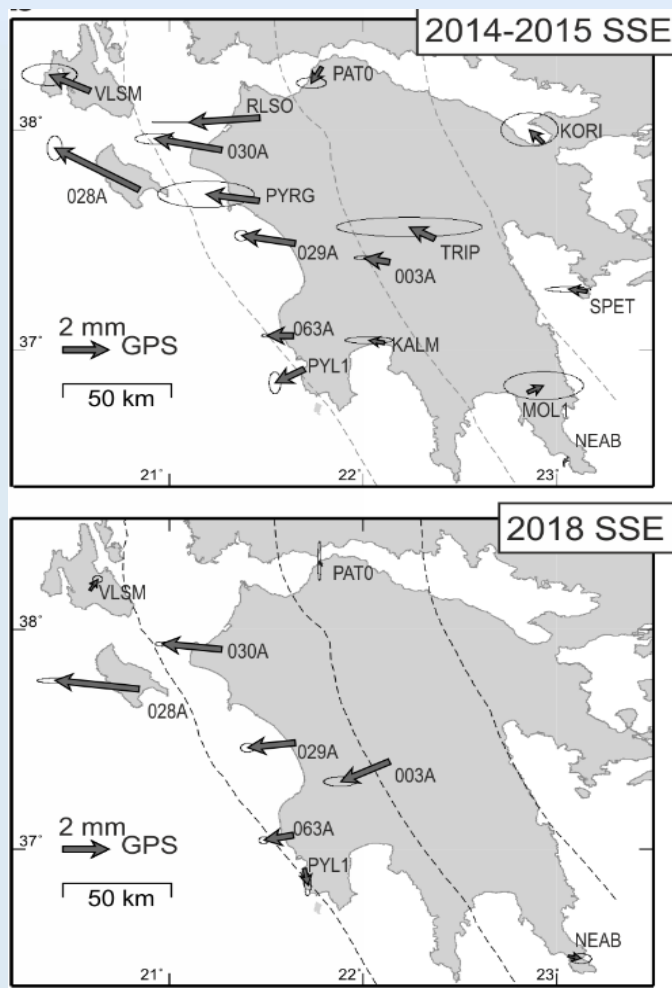 2014-2015 SSE
PAT0
VLSM
RLSO
38°
KORI
030A
028A
PYRG
029A
TRIP
003A
SPET
2 mm
063A
37°
GPS
KALM
PYL1
50 km
MOL1
NEAB
21°
22
23
2018 SSE
PAT0
VLSM
38°
030A
028A
029A
003A
2 mm
063A
37°
GPS
PYL1
50 km
NEAB
21°
22
23